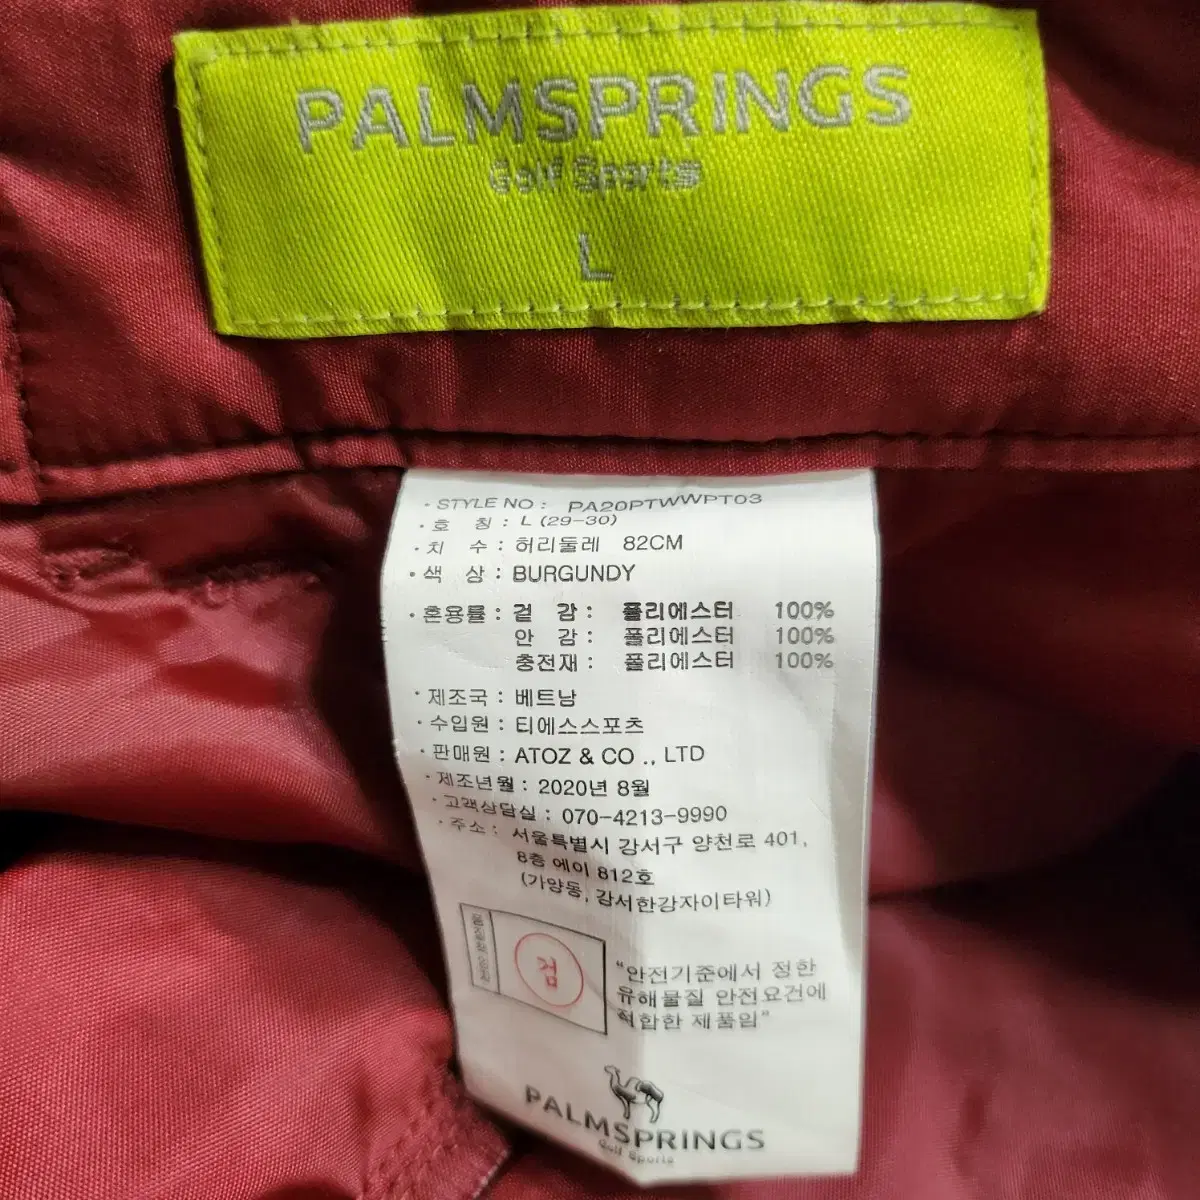 PALMSPRINGS
Golf Sports
L
· STYLE NO : PA20PTWWPT03
· 호 칭 : L (29-30)
· 치 수 : 허리둘레 82CM
· 색 상 : BURGUNDY
· 혼용률 : 겉 감 : 폴리에스터 100%
안 감 : 폴리에스터 100%
충전재 : 폴리에스터 100%
· 제조국 : 베트남
· 수입원 : 티에스스포츠
· 판매원 : ATOZ & CO ., LTD
· 제조년월 : 2020년 8월
· 고객상담실 : 070-4213-9990
· 주소 : 서울특별시 강서구 양천로 401,
8층 에이 812호
(가양동, 강서한강자이타워)
검
"안전기준에서 정한
유해물질 안전요건에
적합한 제품임"
PALMSPRINGS
Golf Sports